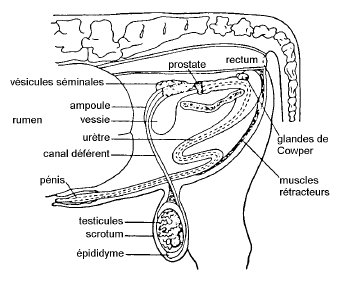 rectum
prostate
vésicules séminales
ampoule
rumen
vessie
urètre
glandes de
Cowper
canal déférent
pénis
muscles
rétracteurs
testicules
scrotum
épididyme